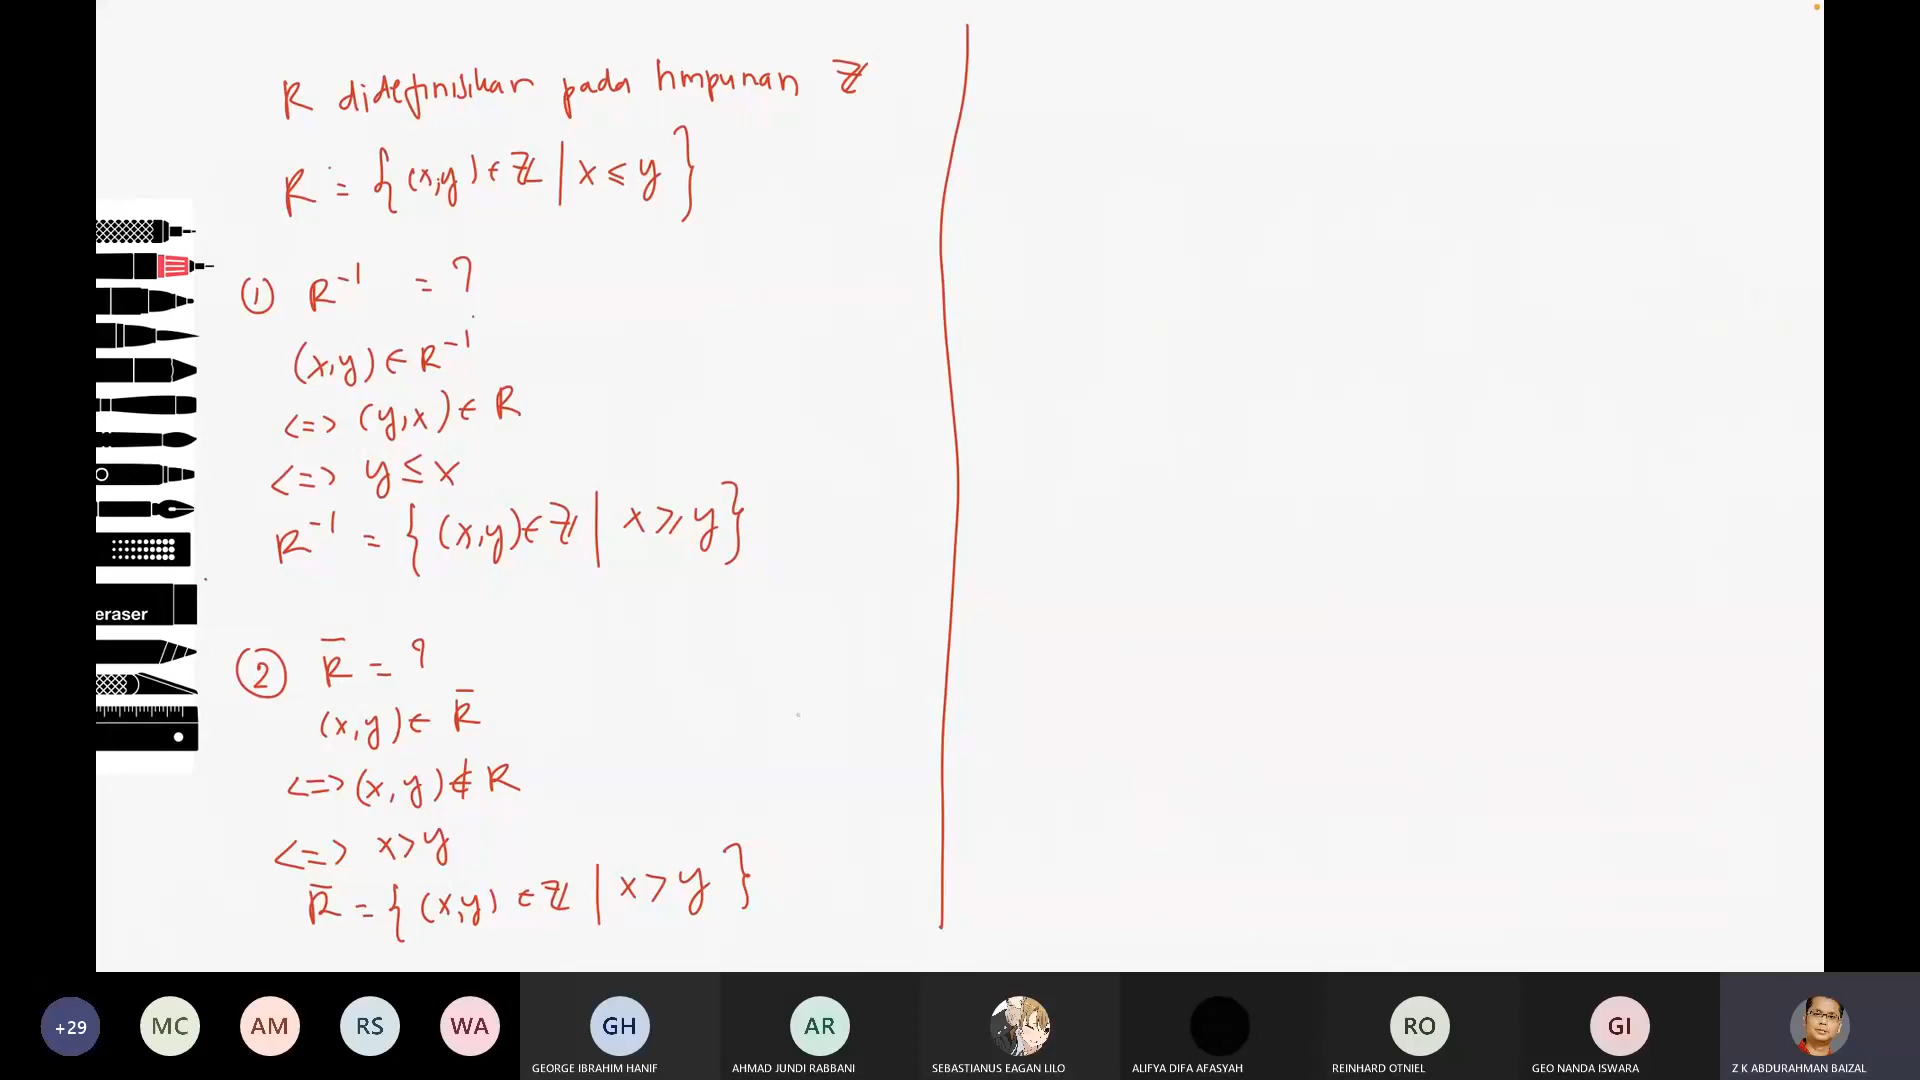 R didefinisikan pada himpunan ℤ
R = {(x,y) ∈ ℤ | x ≤ y}
① R⁻¹ = ?
(x,y) ∈ R⁻¹
<=> (y,x) ∈ R
<=> y ≤ x
R⁻¹ = {(x,y) ∈ ℤ | x ≥ y}
② R̅ = ?
(x,y) ∈ R̅
<=> (x,y) ∉ R
<=> x > y
R̅ = {(x,y) ∈ ℤ | x > y}
eraser
+29
MC
AM
RS
WA
GH
GEORGE IBRAHIM HANIF
AR
AHMAD JUNDI RABBANI
SEBASTIANUS EAGAN LILO
ALIFYA DIFA AFASYAH
RO
REINHARD OTNIEL
GI
GEO NANDA ISWARA
Z K ABDURAHMAN BAIZAL